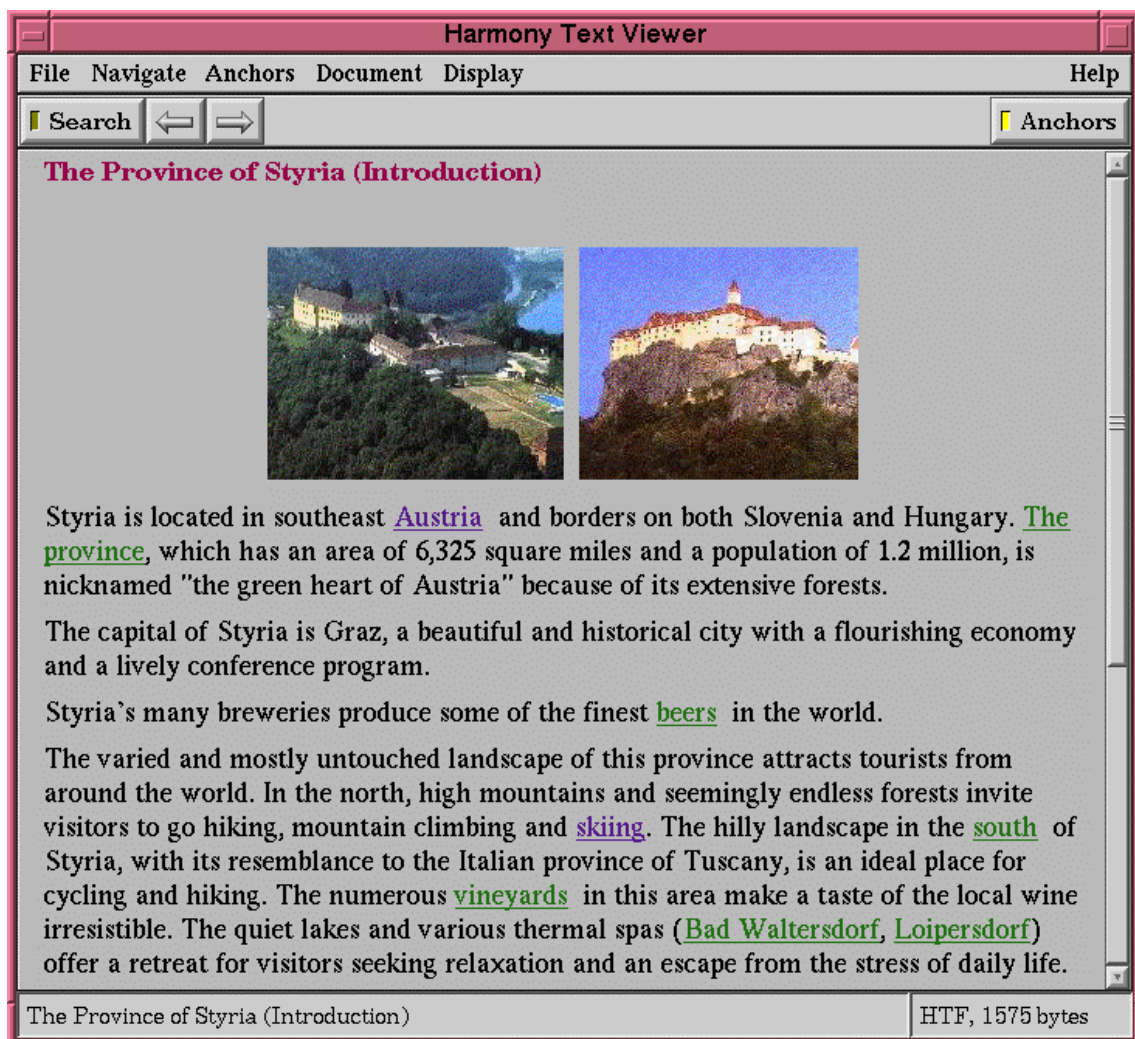 Harmony Text Viewer
File Navigate Anchors Document Display Help
Search Anchors
The Province of Styria (Introduction)
Styria is located in southeast Austria and borders on both Slovenia and Hungary. The
province, which has an area of 6,325 square miles and a population of 1.2 million, is
nicknamed "the green heart of Austria" because of its extensive forests.
The capital of Styria is Graz, a beautiful and historical city with a flourishing economy
and a lively conference program.
Styria's many breweries produce some of the finest beers in the world.
The varied and mostly untouched landscape of this province attracts tourists from
around the world. In the north, high mountains and seemingly endless forests invite
visitors to go hiking, mountain climbing and skiing. The hilly landscape in the south of
Styria, with its resemblance to the Italian province of Tuscany, is an ideal place for
cycling and hiking. The numerous vineyards in this area make a taste of the local wine
irresistible. The quiet lakes and various thermal spas (Bad Waltersdorf, Loipersdorf)
offer a retreat for visitors seeking relaxation and an escape from the stress of daily life.
The Province of Styria (Introduction) HTF, 1575 bytes